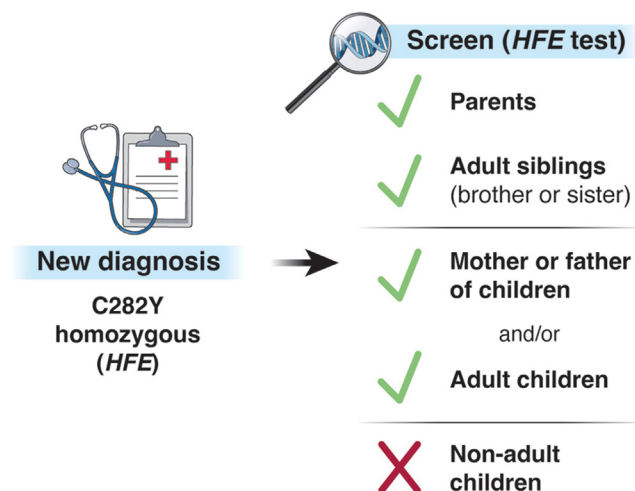 Screen (HFE test)
Parents
Adult siblings
(brother or sister)
New diagnosis
C282Y
homozygous
(HFE)
Mother or father
of children
and/or
Adult children
Non-adult
children